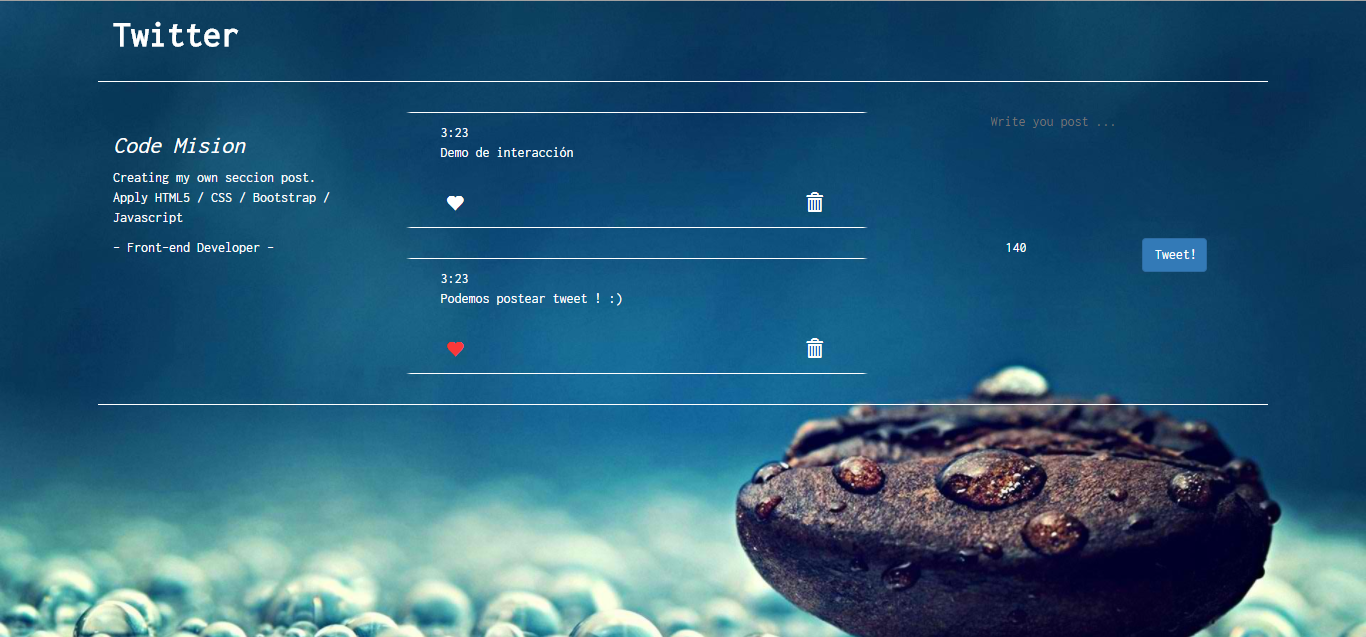 Twitter
Code Mision
Creating my own seccion post.
Apply HTML5 / CSS / Bootstrap /
Javascript
- Front-end Developer -
3:23
Demo de interacción
3:23
Podemos postear tweet ! :)
Write you post ...
140
Tweet!